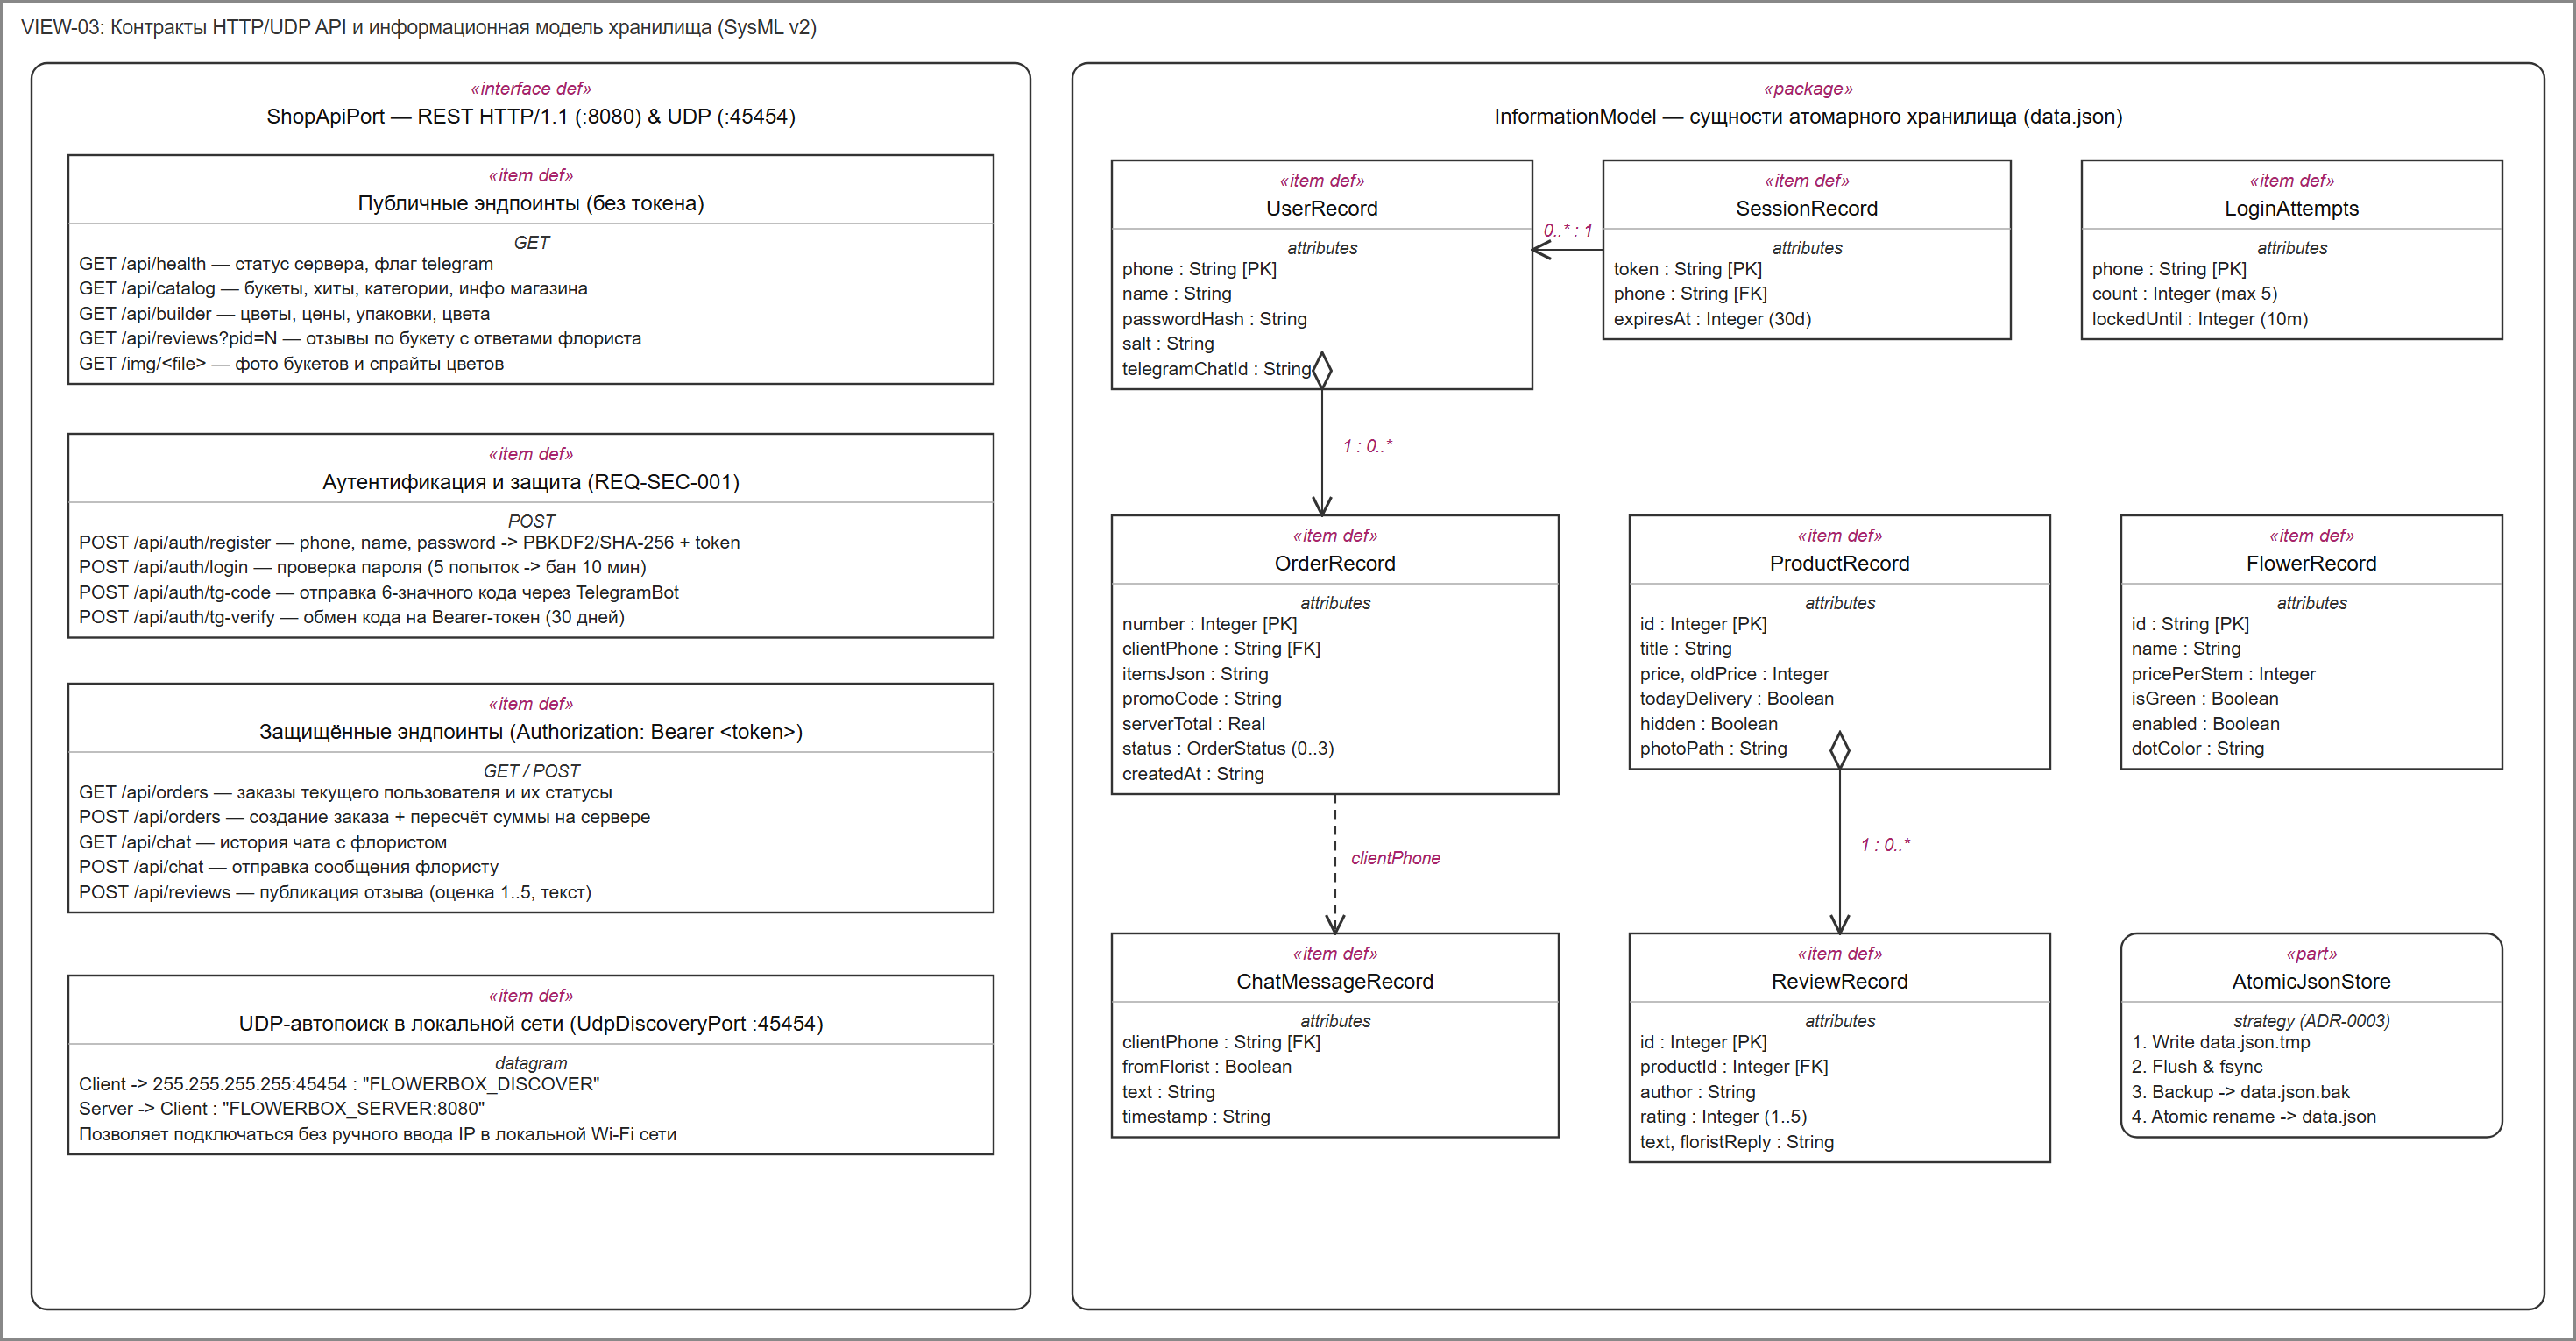 VIEW-03: Контракты HTTP/UDP API и информационная модель хранилища (SysML v2)
«interface def»
ShopApiPort — REST HTTP/1.1 (:8080) & UDP (:45454)
«item def»
Публичные эндпоинты (без токена)
GET
GET /api/health — статус сервера, флаг telegram
GET /api/catalog — букеты, хиты, категории, инфо магазина
GET /api/builder — цветы, цены, упаковки, цвета
GET /api/reviews?pid=N — отзывы по букету с ответами флориста
GET /img/<file> — фото букетов и спрайты цветов
«item def»
Аутентификация и защита (REQ-SEC-001)
POST
POST /api/auth/register — phone, name, password -> PBKDF2/SHA-256 + token
POST /api/auth/login — проверка пароля (5 попыток -> бан 10 мин)
POST /api/auth/tg-code — отправка 6-значного кода через TelegramBot
POST /api/auth/tg-verify — обмен кода на Bearer-токен (30 дней)
«item def»
Защищённые эндпоинты (Authorization: Bearer <token>)
GET / POST
GET /api/orders — заказы текущего пользователя и их статусы
POST /api/orders — создание заказа + пересчёт суммы на сервере
GET /api/chat — история чата с флористом
POST /api/chat — отправка сообщения флористу
POST /api/reviews — публикация отзыва (оценка 1..5, текст)
«item def»
UDP-автопоиск в локальной сети (UdpDiscoveryPort :45454)
datagram
Client -> 255.255.255.255:45454 : "FLOWERBOX_DISCOVER"
Server -> Client : "FLOWERBOX_SERVER:8080"
Позволяет подключаться без ручного ввода IP в локальной Wi-Fi сети
«package»
InformationModel — сущности атомарного хранилища (data.json)
«item def»
UserRecord
attributes
phone : String [PK]
name : String
passwordHash : String
salt : String
telegramChatId : String
0..* : 1
«item def»
SessionRecord
attributes
token : String [PK]
phone : String [FK]
expiresAt : Integer (30d)
«item def»
LoginAttempts
attributes
phone : String [PK]
count : Integer (max 5)
lockedUntil : Integer (10m)
1 : 0..*
«item def»
OrderRecord
attributes
number : Integer [PK]
clientPhone : String [FK]
itemsJson : String
promoCode : String
serverTotal : Real
status : OrderStatus (0..3)
createdAt : String
«item def»
ProductRecord
attributes
id : Integer [PK]
title : String
price, oldPrice : Integer
todayDelivery : Boolean
hidden : Boolean
photoPath : String
«item def»
FlowerRecord
attributes
id : String [PK]
name : String
pricePerStem : Integer
isGreen : Boolean
enabled : Boolean
dotColor : String
clientPhone
1 : 0..*
«item def»
ChatMessageRecord
attributes
clientPhone : String [FK]
fromFlorist : Boolean
text : String
timestamp : String
«item def»
ReviewRecord
attributes
id : Integer [PK]
productId : Integer [FK]
author : String
rating : Integer (1..5)
text, floristReply : String
«part»
AtomicJsonStore
strategy (ADR-0003)
1. Write data.json.tmp
2. Flush & fsync
3. Backup -> data.json.bak
4. Atomic rename -> data.json